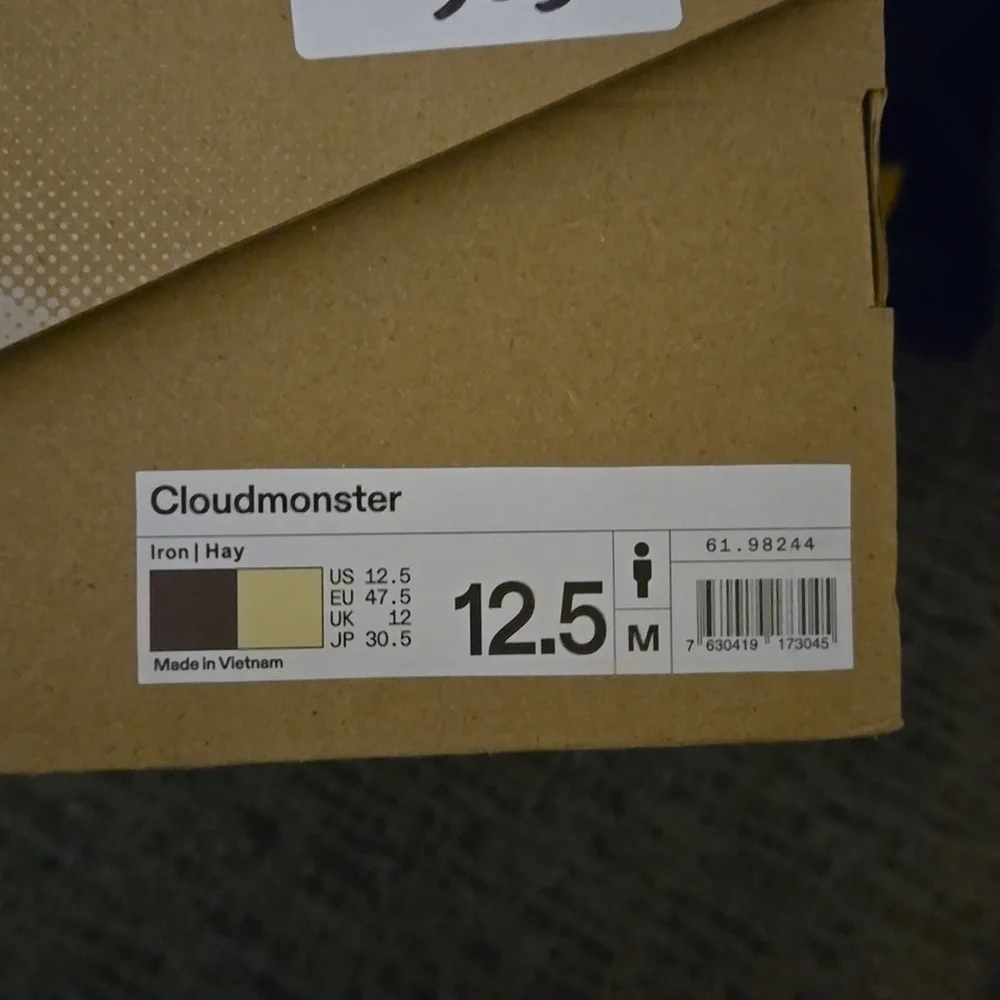 Cloudmonster
Iron | Hay
US 12.5
EU 47.5
UK 12
JP 30.5
Made in Vietnam
12.5
M
61.98244
7 630419 173045